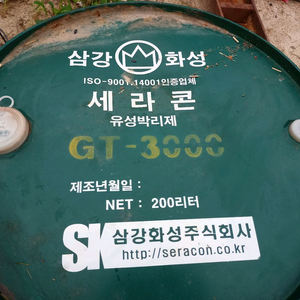 삼강 화성
ISO-9001,14001인증업체
세라콘
유성박리제
GT-3000
제조년월일 :
NET : 200리터
SK 삼강화성주식회사
http://seracon.co.kr